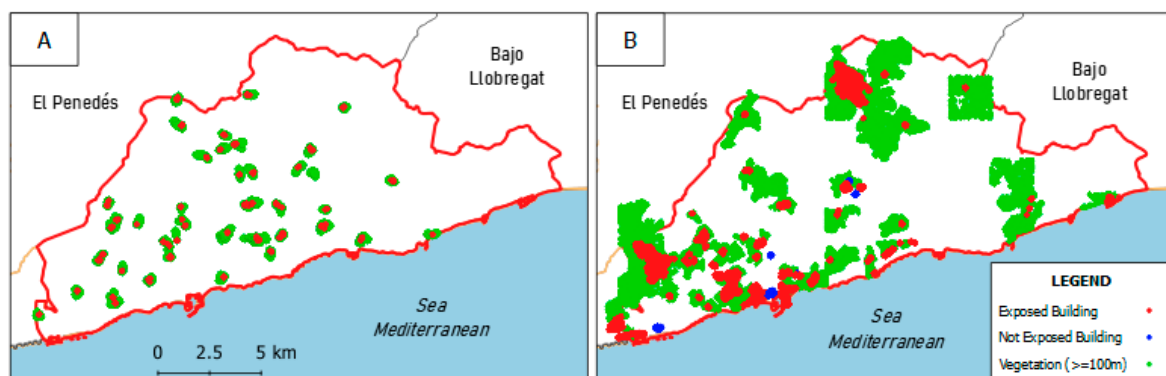 A
El Penedés
Bajo
Llobregat
Sea
Mediterranean
0 2.5 5 km
B
El Penedés
Bajo
Llobregat
Sea
Mediterranean
LEGEND
Exposed Building
Not Exposed Building
Vegetation (>=100m)